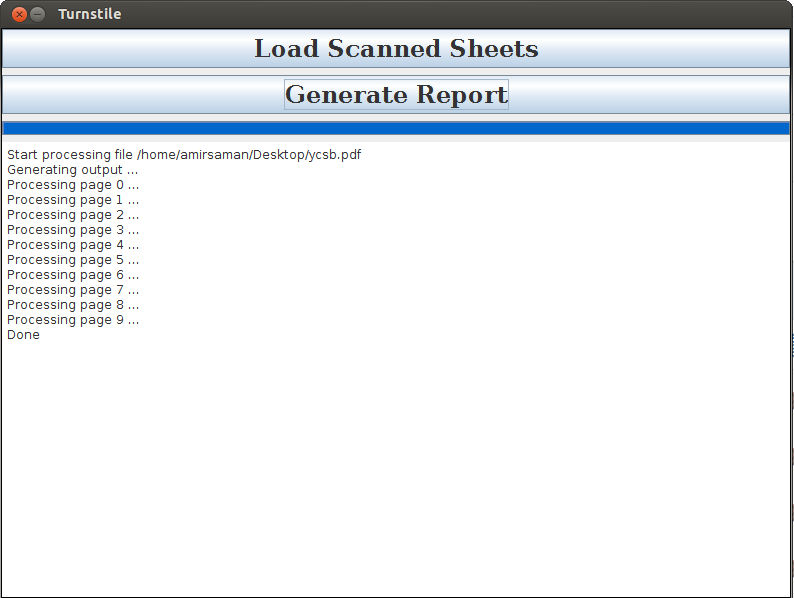 Turnstile
Load Scanned Sheets
Generate Report
Start processing file /home/amirsaman/Desktop/ycsb.pdf
Generating output ...
Processing page 0 ...
Processing page 1 ...
Processing page 2 ...
Processing page 3 ...
Processing page 4 ...
Processing page 5 ...
Processing page 6 ...
Processing page 7 ...
Processing page 8 ...
Processing page 9 ...
Done